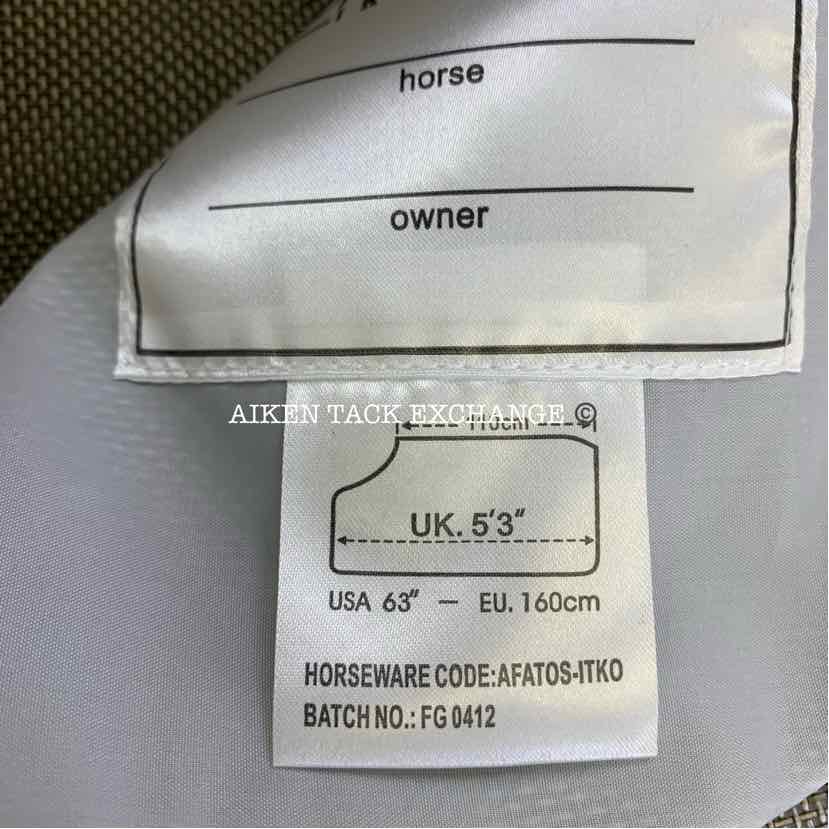 horse
owner
AIKEN TACK EXCHANGE ©
UK. 5'3"
USA 63" — EU. 160cm
HORSEWARE CODE:AFATOS-ITKO
BATCH NO.: FG 0412